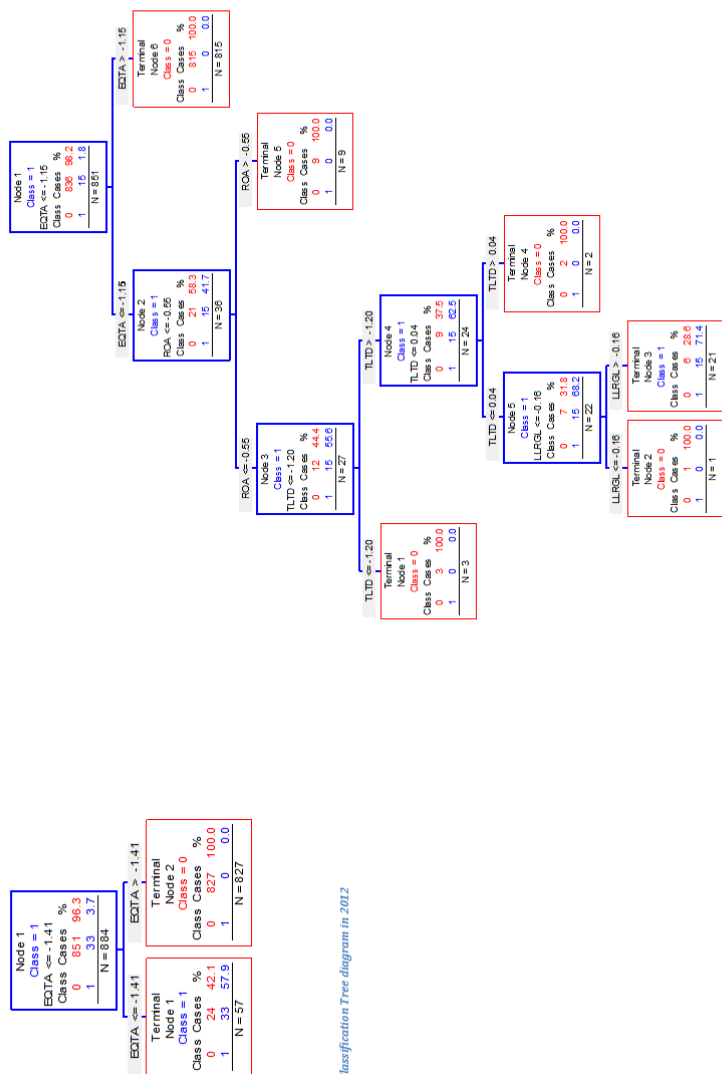 Node 1
Class = 1
EQTA <= -1.15
Class Cases %
0 836 98.2
1 15 1.8
N = 851
EQTA <= -1.15
EQTA > -1.15
Node 2
Class = 1
ROA <= -0.55
Class Cases %
0 21 58.3
1 15 41.7
N = 36
Terminal
Node 6
Class = 0
Class Cases %
0 815 100.0
1 0 0.0
N = 815
ROA <= -0.55
ROA > -0.55
Node 3
Class = 1
TLTD <= -1.20
Class Cases %
0 12 44.4
1 15 55.6
N = 27
Terminal
Node 5
Class = 0
Class Cases %
0 9 100.0
1 0 0.0
N = 9
TLTD <= -1.20
TLTD > -1.20
Terminal
Node 1
Class = 0
Class Cases %
0 3 100.0
1 0 0.0
N = 3
Node 4
Class = 1
TLTD <= 0.04
Class Cases %
0 9 37.5
1 15 62.5
N = 24
TLTD <= 0.04
TLTD > 0.04
Node 5
Class = 1
LLRGL <= -0.16
Class Cases %
0 7 31.8
1 15 68.2
N = 22
Terminal
Node 4
Class = 0
Class Cases %
0 2 100.0
1 0 0.0
N = 2
LLRGL <= -0.16
LLRGL > -0.16
Terminal
Node 2
Class = 0
Class Cases %
0 1 100.0
1 0 0.0
N = 1
Terminal
Node 3
Class = 1
Class Cases %
0 6 28.6
1 15 71.4
N = 21
Node 1
Class = 1
EQTA <= -1.41
Class Cases %
0 851 96.3
1 33 3.7
N = 884
EQTA <= -1.41
EQTA > -1.41
Terminal
Node 1
Class = 1
Class Cases %
0 24 42.1
1 33 57.9
N = 57
Terminal
Node 2
Class = 0
Class Cases %
0 827 100.0
1 0 0.0
N = 827
lassification Tree diagram in 2012